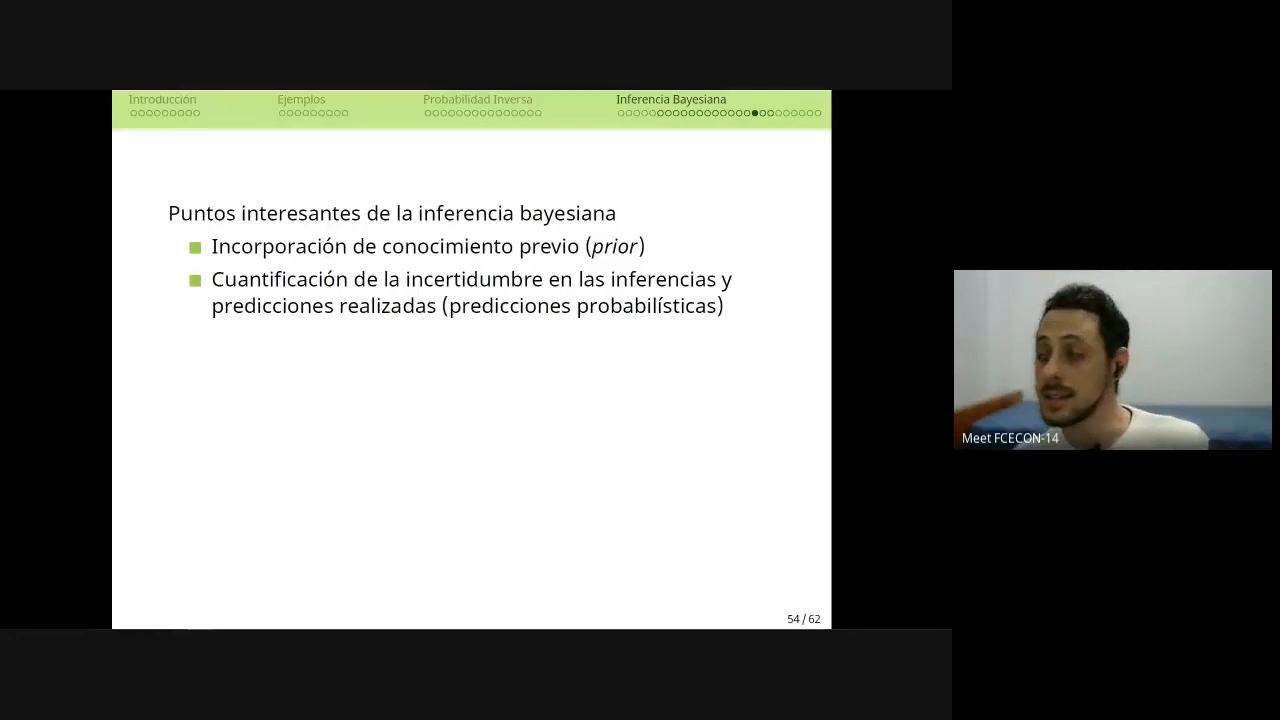 Introducción Ejemplos Probabilidad Inversa Inferencia Bayesiana
Puntos interesantes de la inferencia bayesiana
Incorporación de conocimiento previo (prior)
Cuantificación de la incertidumbre en las inferencias y
predicciones realizadas (predicciones probabilísticas)
Meet FCECON-14
54 / 62